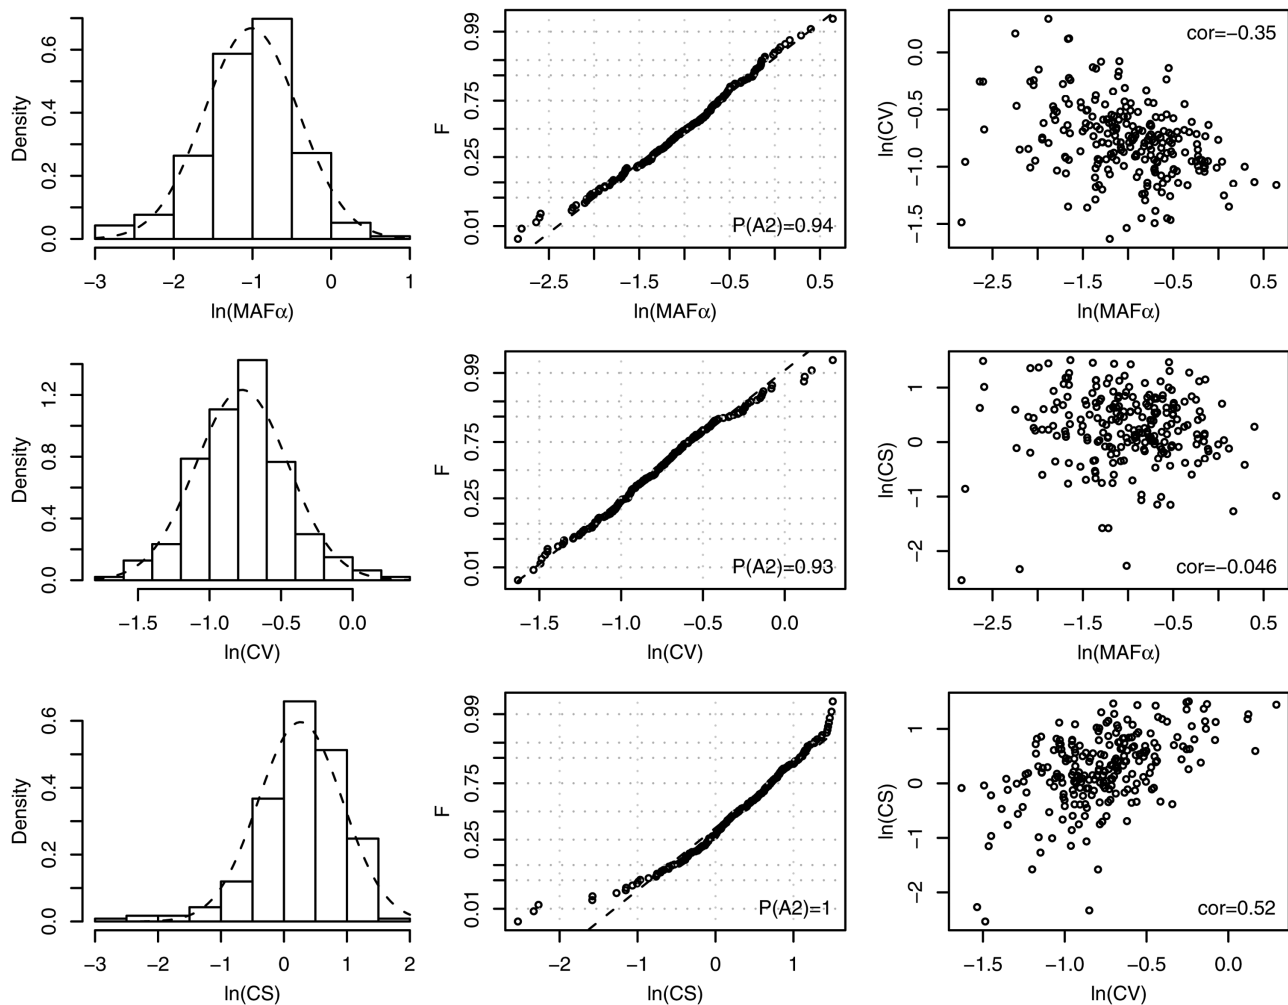 Density
0.0 0.2 0.4 0.6
−3 −2 −1 0 1
ln(MAFα)
F
0.01 0.25 0.75 0.99
P(A2)=0.94
−2.5 −1.5 −0.5 0.5
ln(MAFα)
ln(CV)
−1.5 −1.0 −0.5 0.0
cor=−0.35
−2.5 −1.5 −0.5 0.5
ln(MAFα)
Density
0.0 0.4 0.8 1.2
−1.5 −1.0 −0.5 0.0
ln(CV)
F
0.01 0.25 0.75 0.99
P(A2)=0.93
−1.5 −1.0 −0.5 0.0
ln(CV)
ln(CS)
−2 −1 0 1
cor=−0.046
−2.5 −1.5 −0.5 0.5
ln(MAFα)
Density
0.0 0.2 0.4 0.6
−3 −2 −1 0 1 2
ln(CS)
F
0.01 0.25 0.75 0.99
P(A2)=1
−2 −1 0 1
ln(CS)
ln(CS)
−2 −1 0 1
cor=0.52
−1.5 −1.0 −0.5 0.0
ln(CV)